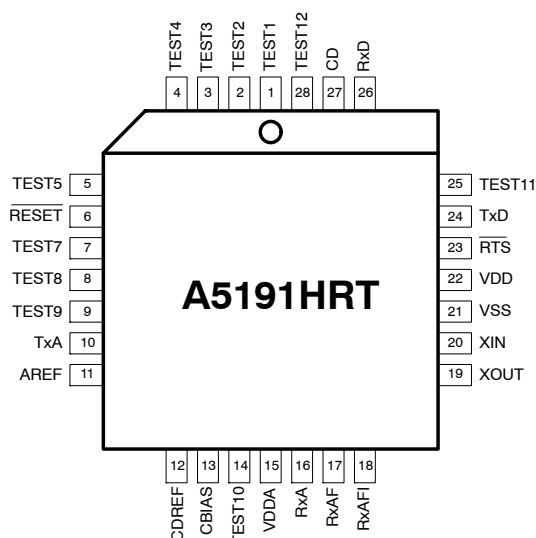 TEST4
TEST3
TEST2
TEST1
TEST12
CD
RxD
4
3
2
1
28
27
26
TEST5 5
RESET 6
TEST7 7
TEST8 8
TEST9 9
TxA 10
AREF 11
A5191HRT
25 TEST11
24 TxD
23 RTS
22 VDD
21 VSS
20 XIN
19 XOUT
12
13
14
15
16
17
18
CDREF
CBIAS
TEST10
VDDA
RxA
RxAF
RxAFI